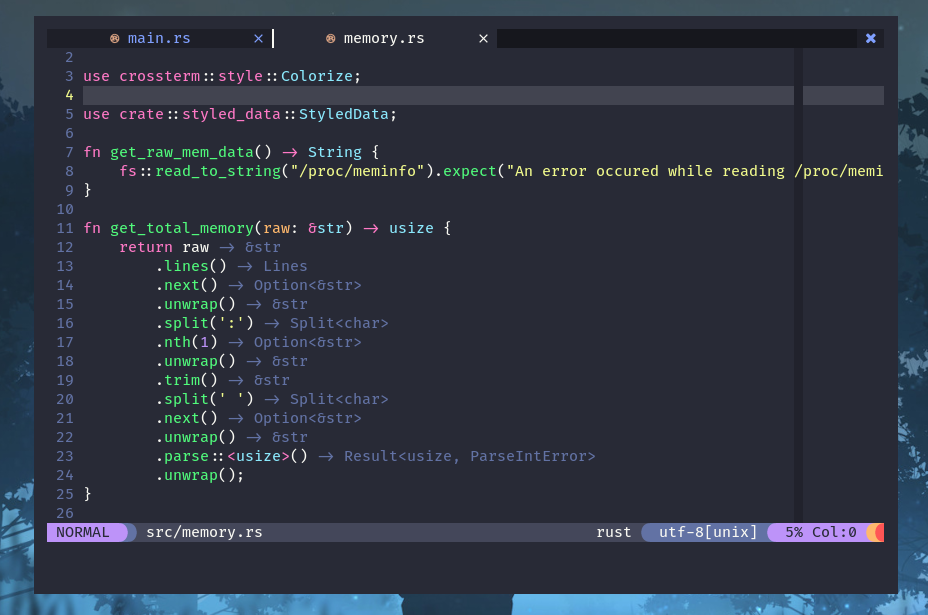 main.rs × memory.rs × ×
2
3 use crossterm::style::Colorize;
4
5 use crate::styled_data::StyledData;
6
7 fn get_raw_mem_data() -> String {
8     fs::read_to_string("/proc/meminfo").expect("An error occured while reading /proc/memi
9 }
10
11 fn get_total_memory(raw: &str) -> usize {
12     return raw -> &str
13         .lines() -> Lines
14         .next() -> Option<&str>
15         .unwrap() -> &str
16         .split(':') -> Split<char>
17         .nth(1) -> Option<&str>
18         .unwrap() -> &str
19         .trim() -> &str
20         .split(' ') -> Split<char>
21         .next() -> Option<&str>
22         .unwrap() -> &str
23         .parse::<usize>() -> Result<usize, ParseIntError>
24         .unwrap();
25 }
26
NORMAL src/memory.rs rust utf-8[unix] 5% Col:0